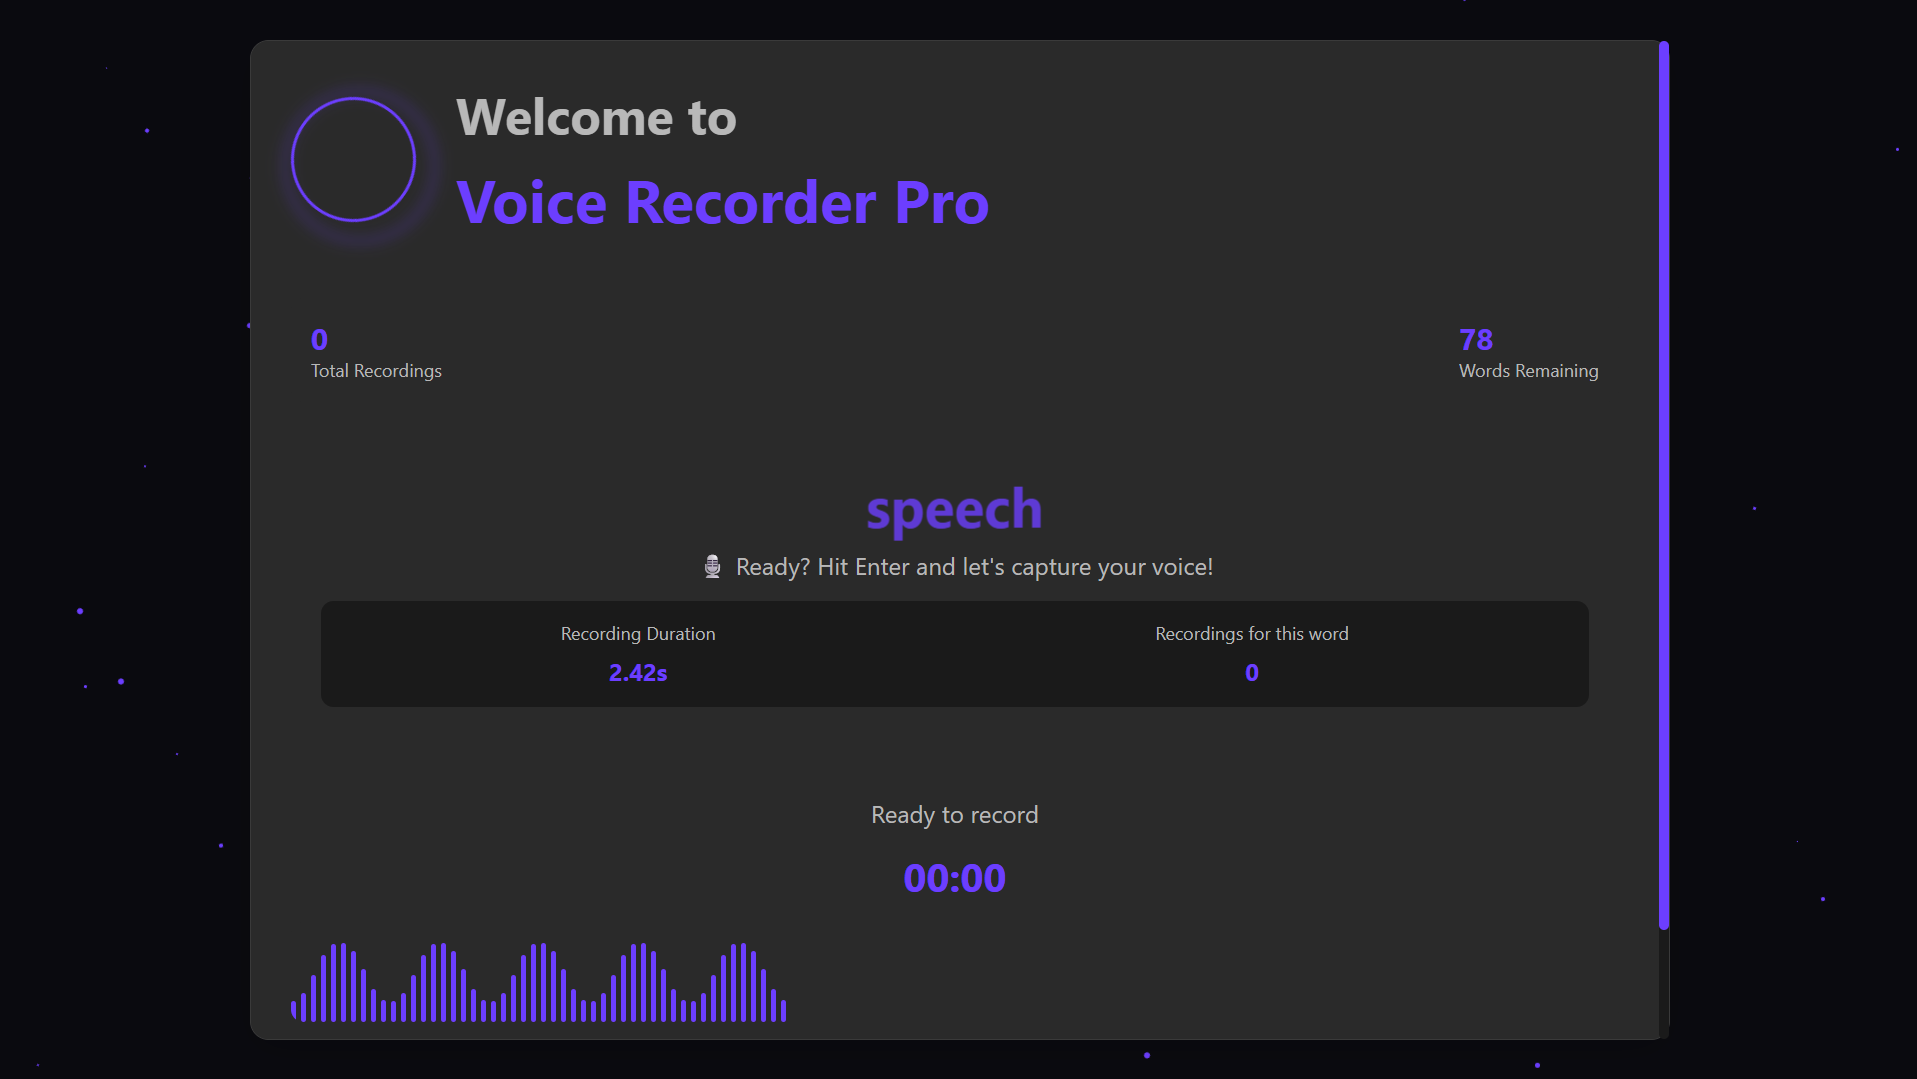 Welcome to
Voice Recorder Pro
0
Total Recordings
78
Words Remaining
speech
🎙 Ready? Hit Enter and let's capture your voice!
Recording Duration
2.42s
Recordings for this word
0
Ready to record
00:00